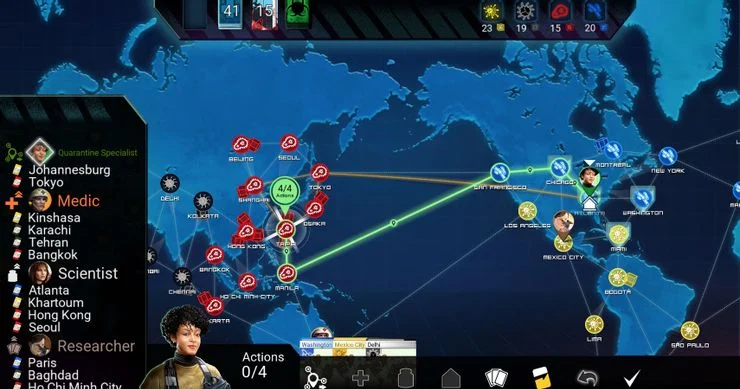 41
15
23
19
15
20
Quarantine Specialist
Johannesburg
Tokyo
Medic
Kinshasa
Karachi
Tehran
Bangkok
Scientist
Atlanta
Khartoum
Hong Kong
Seoul
Researcher
Paris
Baghdad
Ho Chi Minh City
BEIJING
SEOUL
TOKYO
SHANGHAI
OSAKA
4/4
Actions
DELHI
KOLKATA
HONG KONG
TAIPEI
BANGKOK
CHENNAI
HO CHI MINH CITY
MANILA
SAN FRANCISCO
CHICAGO
MONTREAL
NEW YORK
ATLANTA
WASHINGTON
LOS ANGELES
MEXICO CITY
MIAMI
BOGOTA
LIMA
SAO PAULO
Washington
Mexico City
Delhi
Actions
0/4